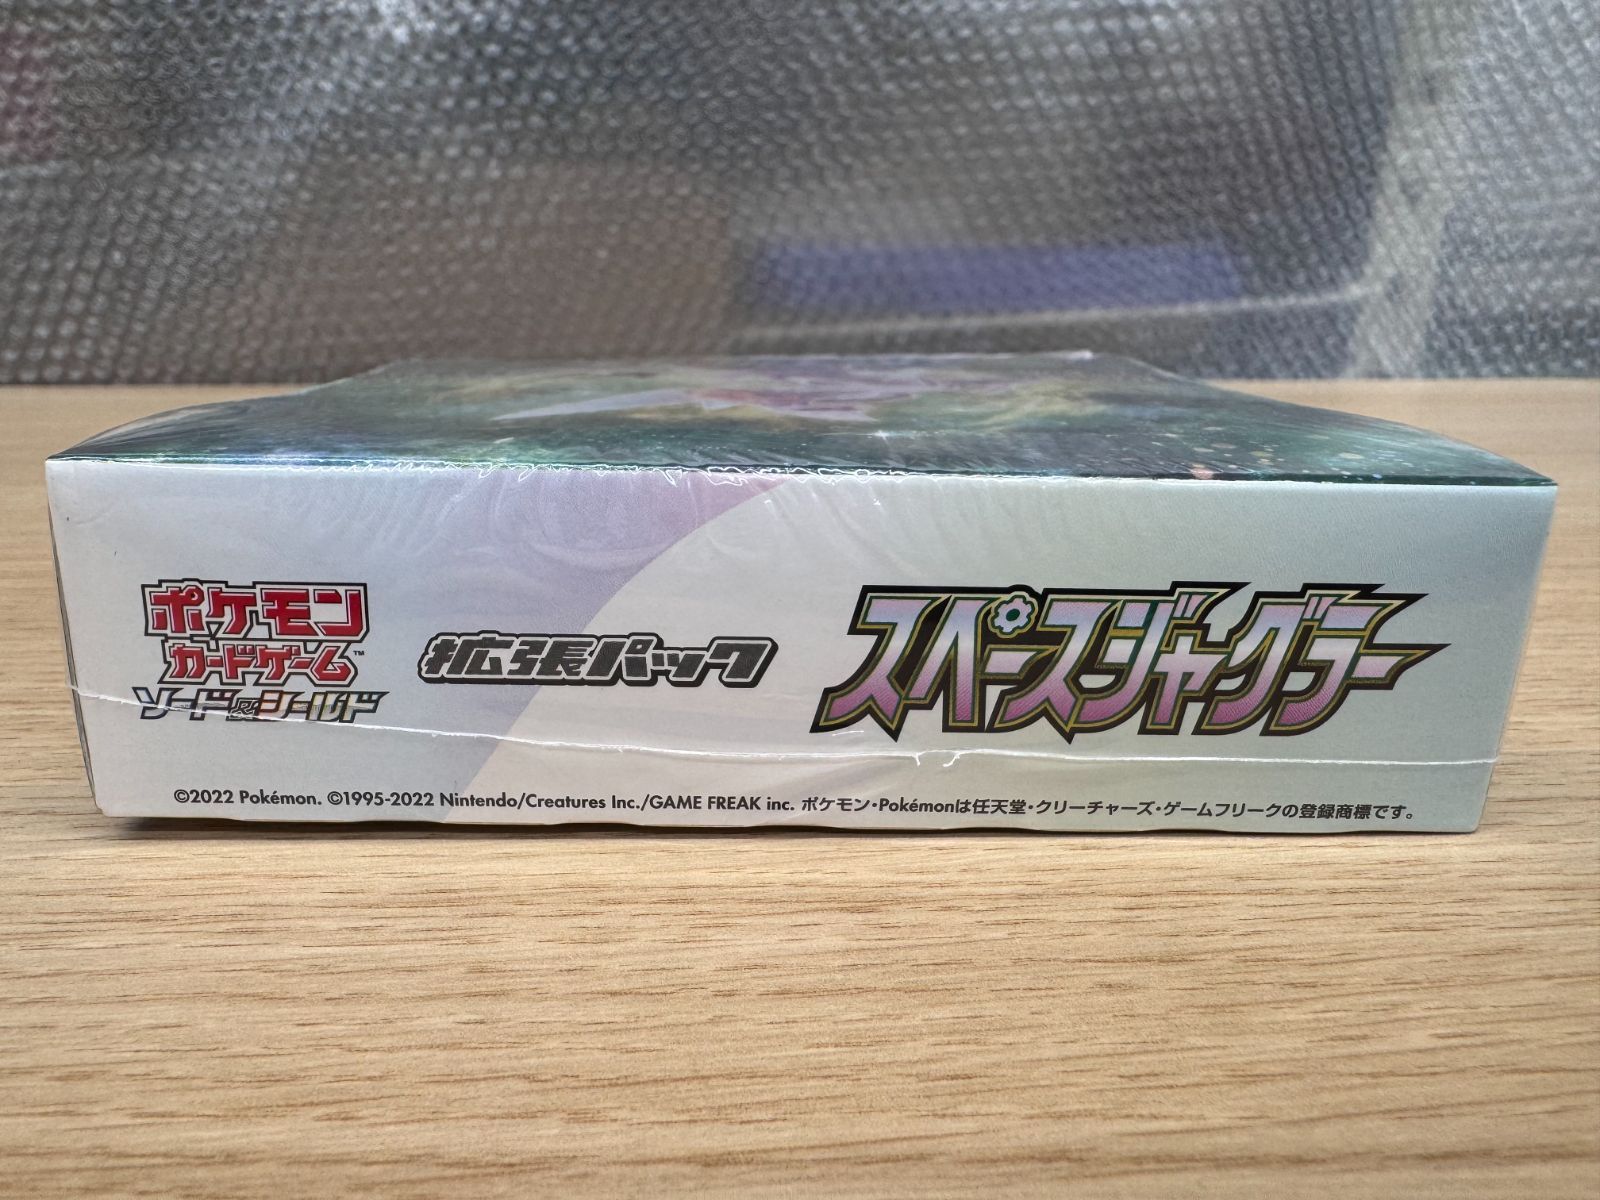 ポケモン
カードゲーム™
ソード&シールド
拡張パック
スペースジャグラー
©2022 Pokémon. ©1995-2022 Nintendo/Creatures Inc./GAME FREAK inc. ポケモン・Pokémonは任天堂・クリーチャーズ・ゲームフリークの登録商標です。